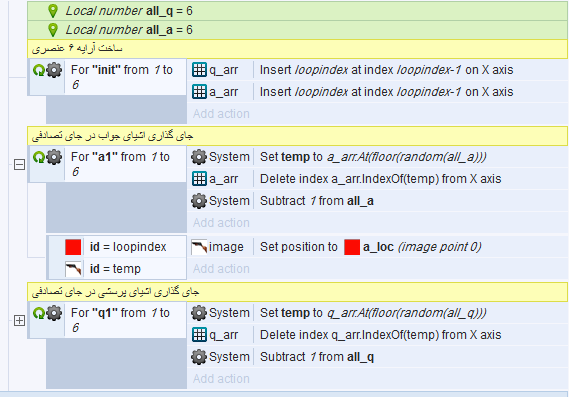 Local number all_q = 6
Local number all_a = 6
ساخت آرایه ۶ عنصری
For "init" from 1 to 6
q_arr Insert loopindex at index loopindex-1 on X axis
a_arr Insert loopindex at index loopindex-1 on X axis
Add action
جای گذاری اشیای جواب در جای تصادفی
For "a1" from 1 to 6
System Set temp to a_arr.At(floor(random(all_a)))
a_arr Delete index a_arr.IndexOf(temp) from X axis
System Subtract 1 from all_a
Add action
id = loopindex
id = temp
image Set position to a_loc (image point 0)
Add action
جای گذاری اشیای پرسشی در جای تصادفی
For "q1" from 1 to 6
System Set temp to q_arr.At(floor(random(all_q)))
q_arr Delete index q_arr.IndexOf(temp) from X axis
System Subtract 1 from all_q
Add action